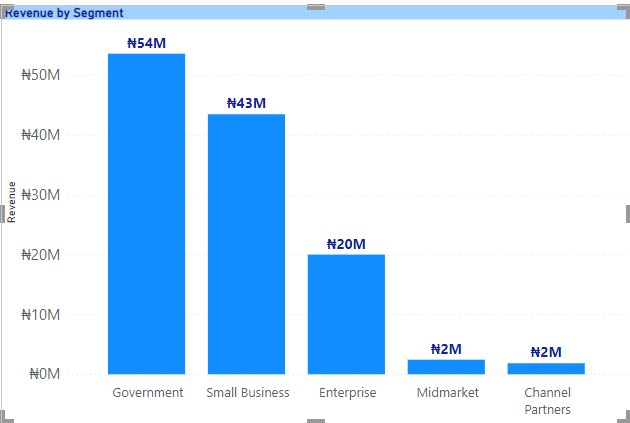 Revenue by Segment
₦54M
₦50M
₦43M
₦40M
Revenue
₦30M
₦20M
₦20M
₦10M
₦2M
₦2M
₦0M
Government
Small Business
Enterprise
Midmarket
Channel
Partners